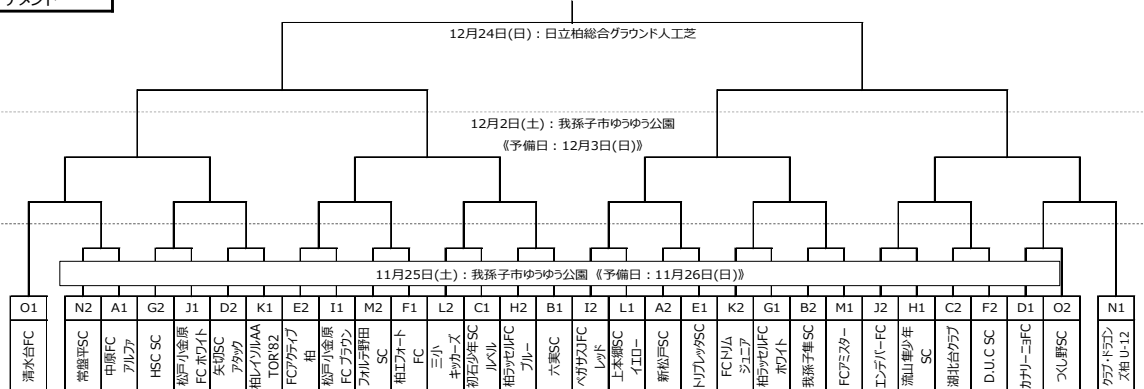 ナメント
12月24日(日)：日立柏総合グラウンド人工芝
12月2日(土)：我孫子市ゆうゆう公園
《予備日：12月3日(日)》
11月25日(土)：我孫子市ゆうゆう公園 《予備日：11月26日(日)》
O1 N2 A1 G2 J1 D2 K1 E2 I1 M2 F1 L2 C1 H2 B1 I2 L1 A2 E1 K2 G1 B2 M1 J2 H1 C2 F2 D1 O2 N1
清水台FC
常盤平SC
中原FC
アルファ
HSC SC
松戸小金原
FC ホワイト
矢切SC
アタック
柏レイソルAA
TOR'82
FCアクティブ
柏
松戸小金原
FC ブラウン
フォルテ野田
SC
柏エフォート
FC
三小
キッカーズ
初石少年SC
ルベル
柏ラッセルFC
ブルー
六実SC
ペガサスJFC
レッド
上本郷SC
イエロー
新松戸SC
トリプレッタSC
FCドリム
ジュニア
柏ラッセルFC
ホワイト
我孫子隼SC
FCアミスター
エンデバーFC
流山隼少年
SC
湖北台クラブ
D.U.C SC
カナリーニョFC
つくし野SC
クラブ・ドラゴン
ズ柏 U-12